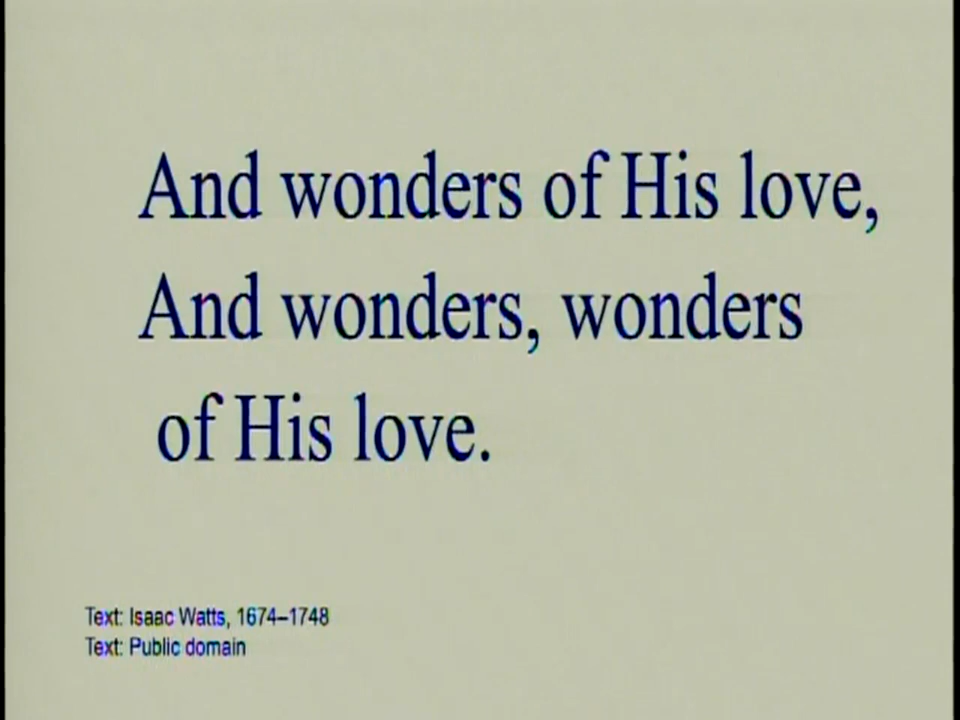 And wonders of His love,
And wonders, wonders
of His love.
Text: Isaac Watts, 1674–1748
Text: Public domain